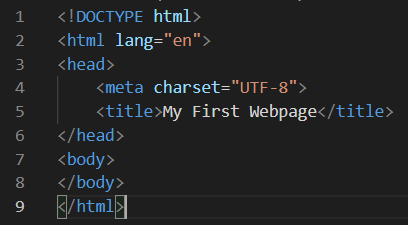 1 <!DOCTYPE html>
2 <html lang="en">
3 <head>
4     <meta charset="UTF-8">
5     <title>My First Webpage</title>
6 </head>
7 <body>
8 </body>
9 </html>